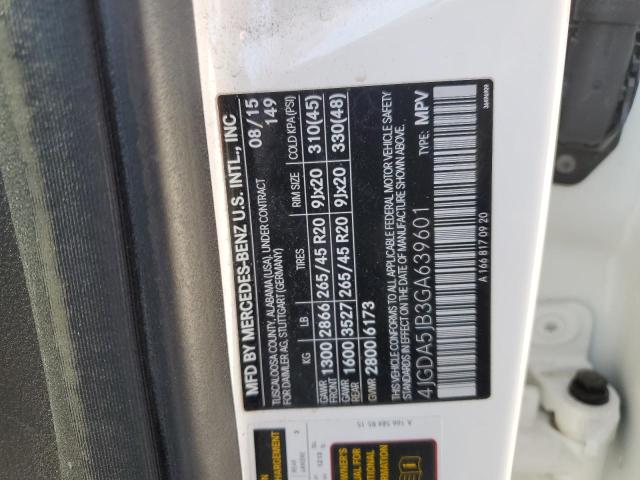 MFD BY MERCEDES-BENZ U.S. INTL., INC
TUSCALOOSA COUNTY, ALABAMA (USA), UNDER CONTRACT
FOR DAIMLER AG, STUTTGART (GERMANY)
08/15
149
KG LB TIRES RIM SIZE COLD KPA (PSI)
GAWR FRONT 1300 2866 265/45 R20 9Jx20 310(45)
GAWR REAR 1600 3527 265/45 R20 9Jx20 330(48)
GVWR 2800 6173
THIS VEHICLE CONFORMS TO ALL APPLICABLE FEDERAL MOTOR VEHICLE SAFETY
STANDARDS IN EFFECT ON THE DATE OF MANUFACTURE SHOWN ABOVE.
4JGDA5JB3GA639601
TYPE: MPV
A 166 817 09 20
A 166 584 85 15